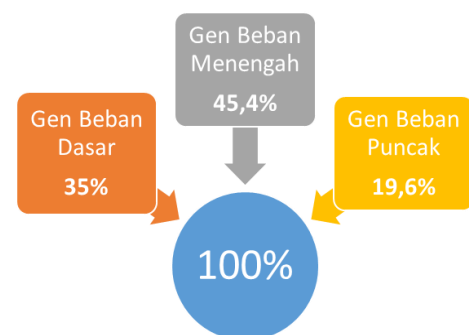 Gen Beban
Menengah
45,4%
Gen Beban
Dasar
35%
Gen Beban
Puncak
19,6%
100%